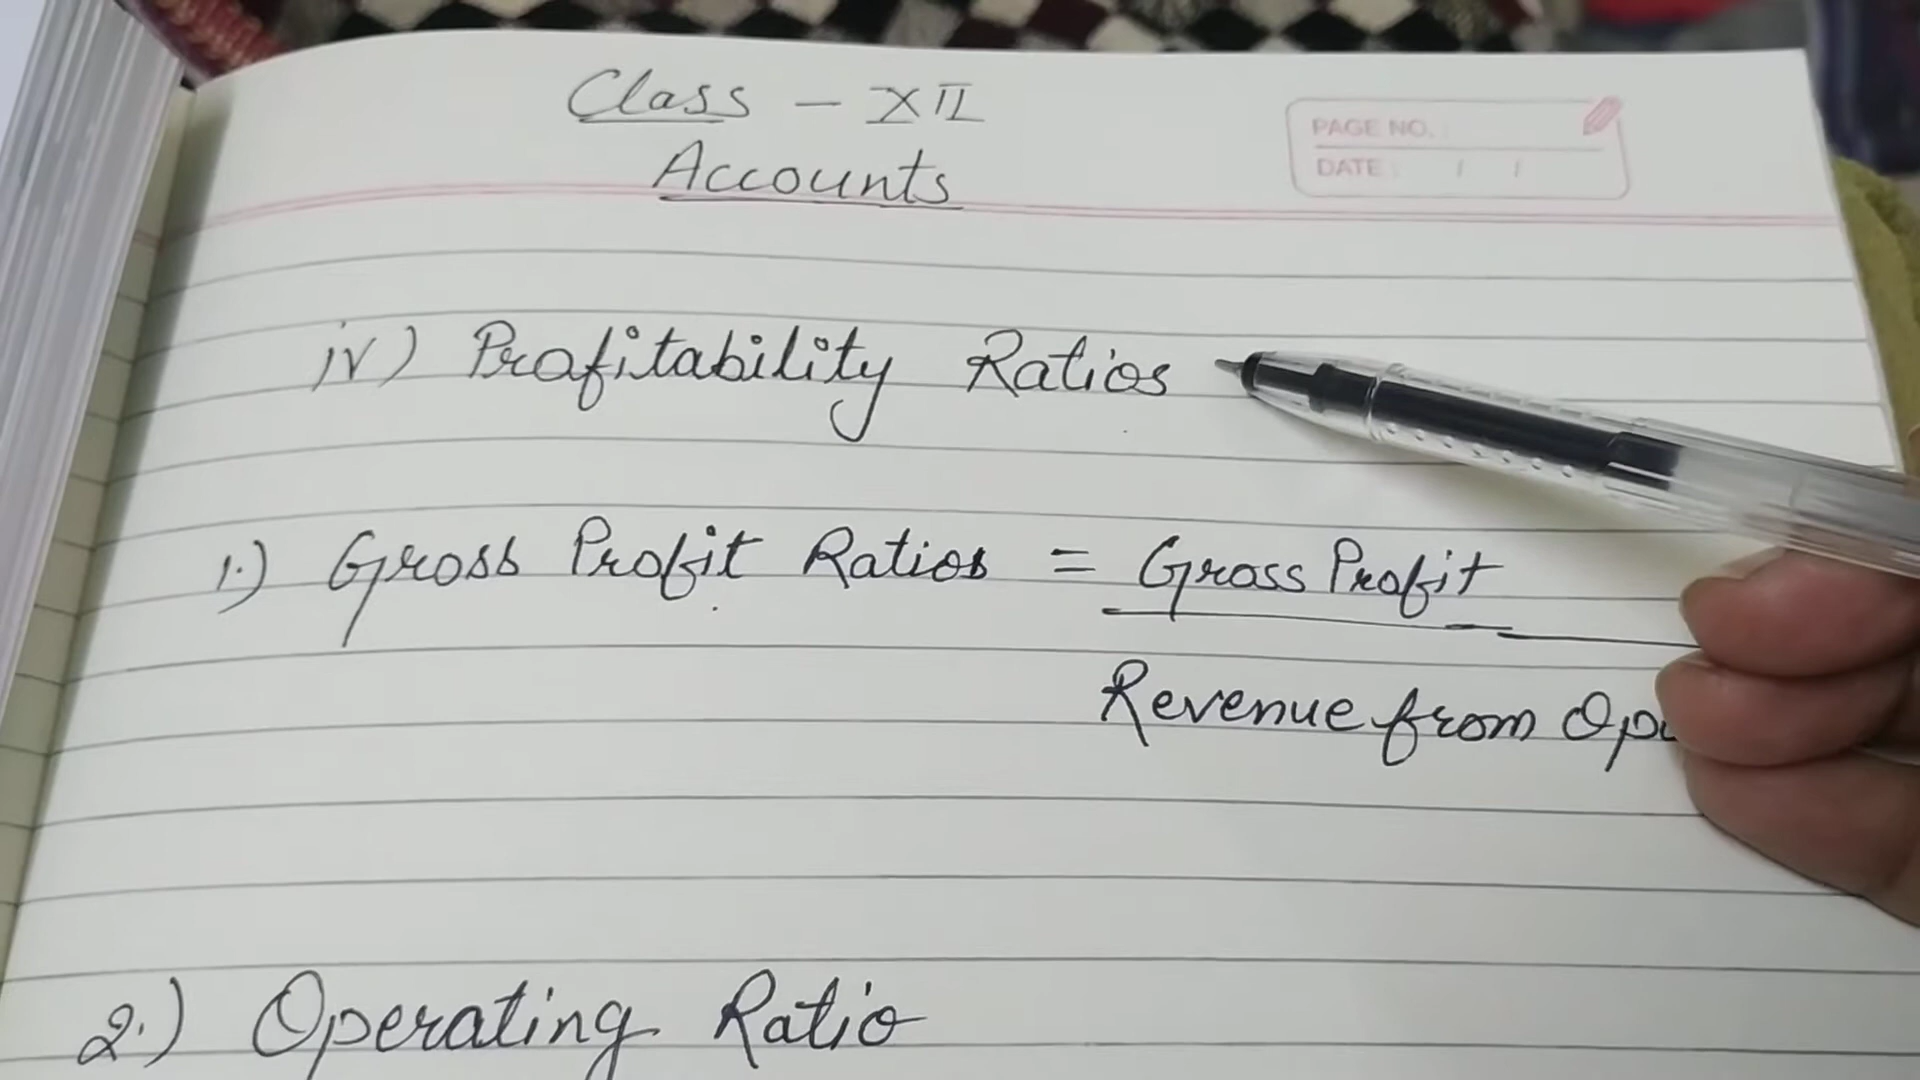 Class - XII
Accounts
PAGE NO.
DATE : / /
iv) Profitability Ratios
1.) Gross Profit Ratios = Gross Profit
Revenue from
2.) Operating Ratio